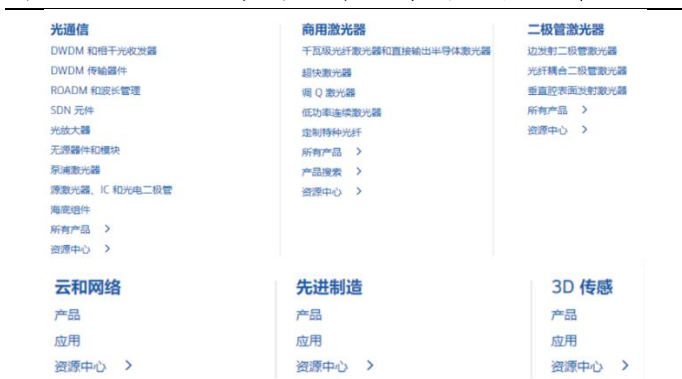 光通信
DWDM 和相干光收发器
DWDM 传输器件
ROADM 和波长管理
SDN 元件
光放大器
无源器件和模块
泵浦激光器
源激光器、IC 和光电二极管
海底组件
所有产品 >
资源中心 >
商用激光器
千瓦级光纤激光器和直接输出半导体激光器
超快激光器
调 Q 激光器
低功率连续激光器
定制特种光纤
所有产品 >
产品搜索 >
资源中心 >
二极管激光器
边发射二极管激光器
光纤耦合二极管激光器
垂直腔表面发射激光器
所有产品 >
资源中心 >
云和网络
产品
应用
资源中心 >
先进制造
产品
应用
资源中心 >
3D 传感
产品
应用
资源中心 >